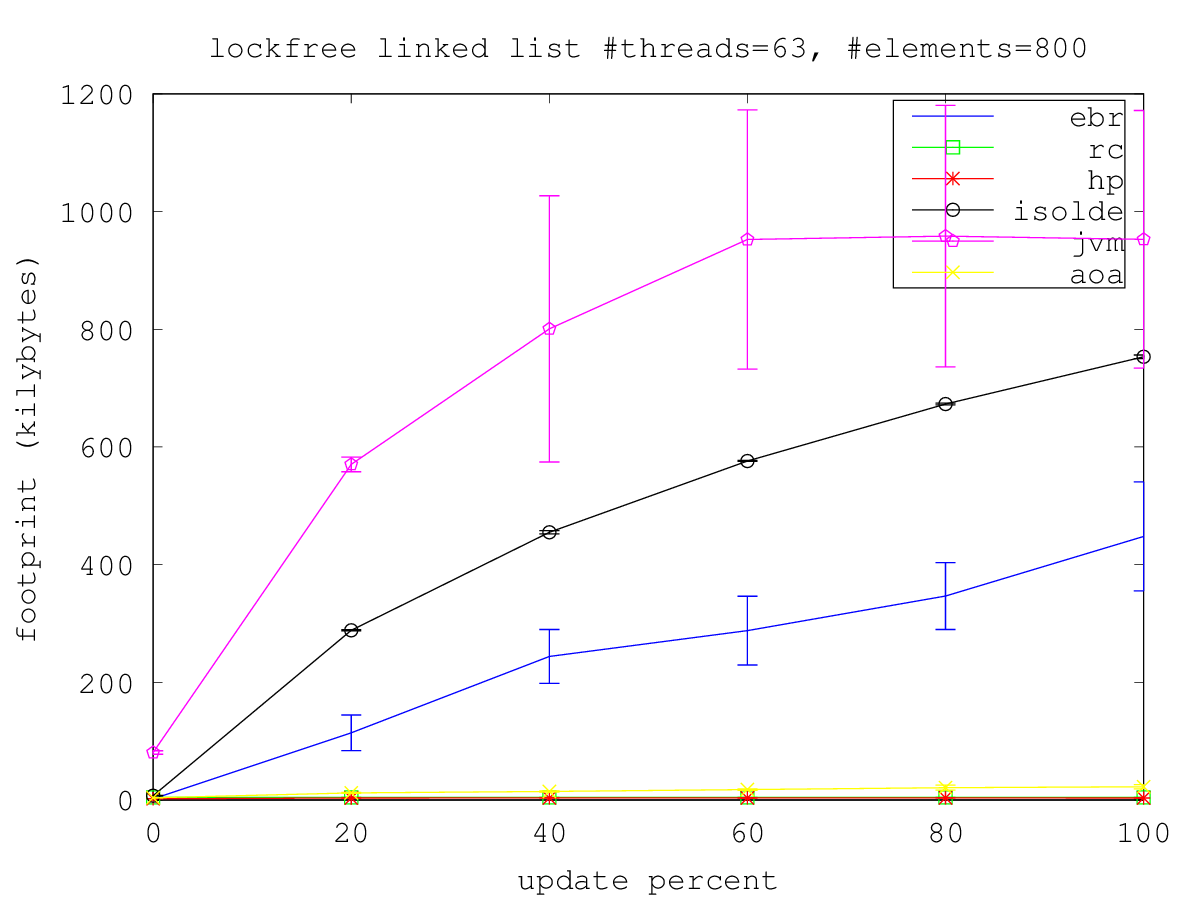 lockfree linked list #threads=63, #elements=800
1200
1000
800
600
400
200
0
footprint (kilybytes)
ebr
rc
hp
isolde
jvm
aoa
0 20 40 60 80 100
update percent